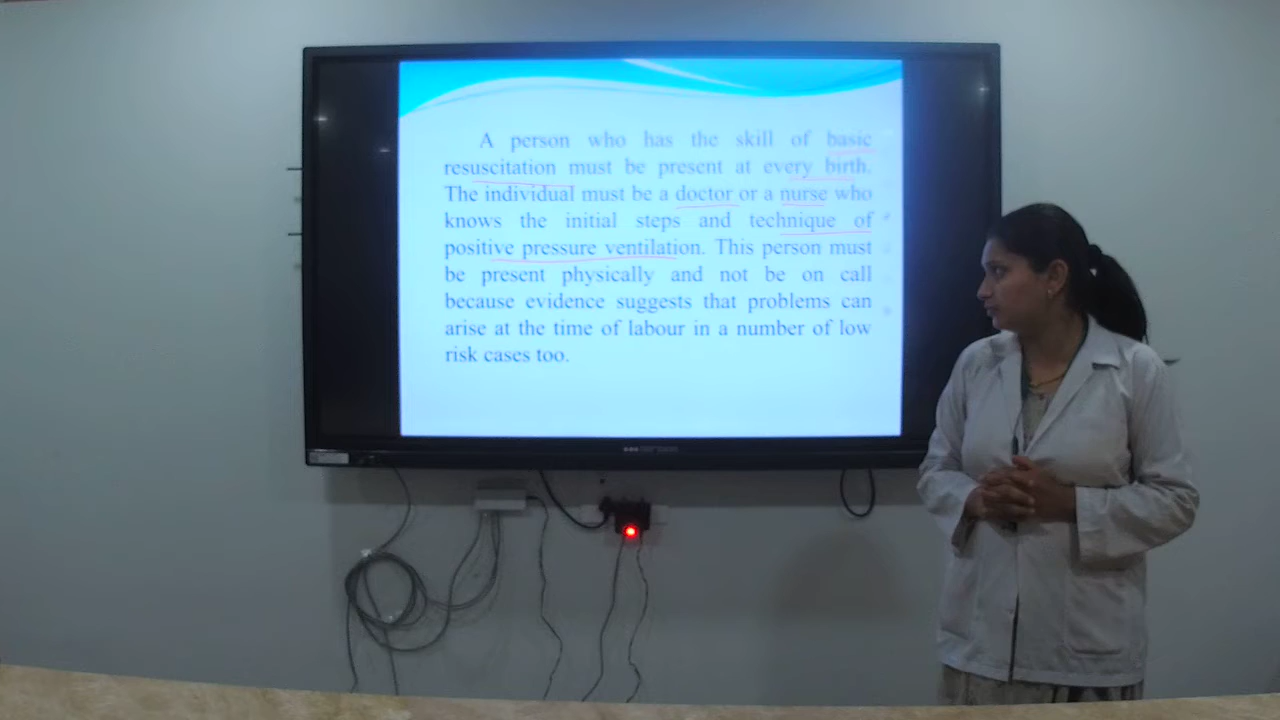 A person who has the skill of basic
resuscitation must be present at every birth.
The individual must be a doctor or a nurse who
knows the initial steps and technique of
positive pressure ventilation. This person must
be present physically and not be on call
because evidence suggests that problems can
arise at the time of labour in a number of low
risk cases too.